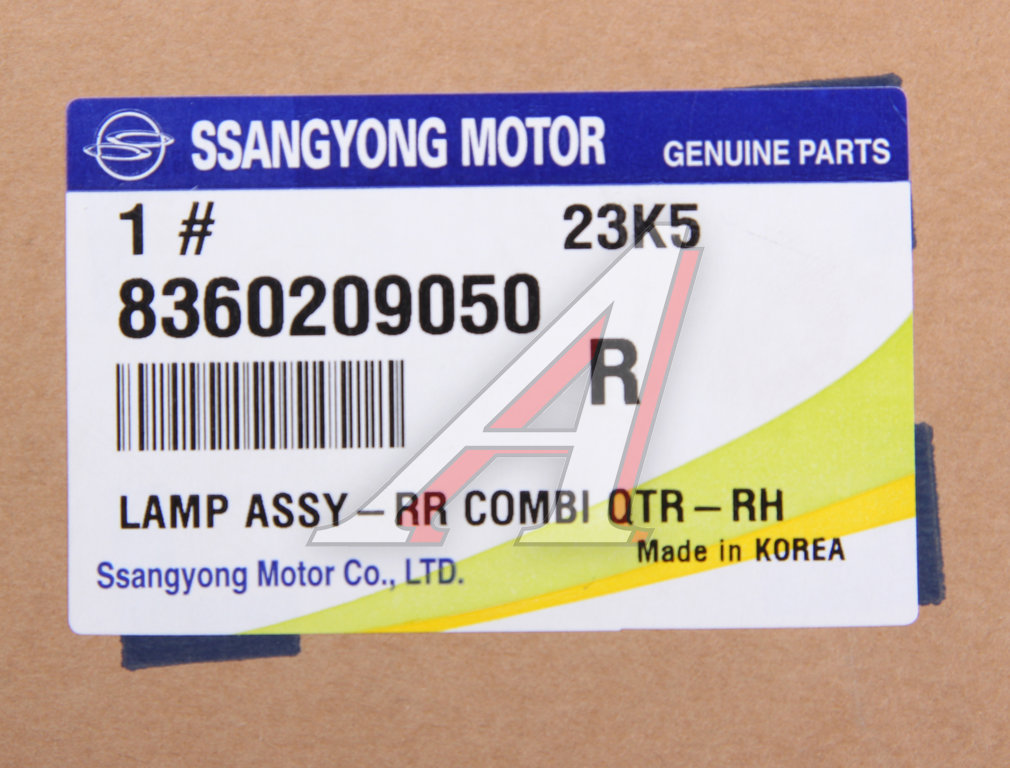 SSANGYONG MOTOR GENUINE PARTS
1 # 23K5
8360209050
R
LAMP ASSY-RR COMBI QTR-RH
Made in KOREA
Ssangyong Motor Co., LTD.